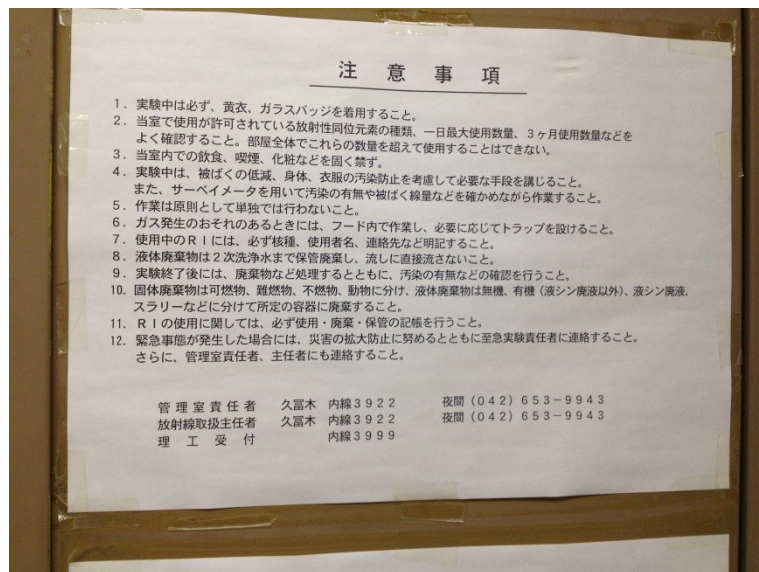 注意事項
1．実験中は必ず、黄衣、ガラスバッジを着用すること。
2．当室で使用が許可されている放射性同位元素の種類、一日最大使用数量、3ヶ月使用数量などを
よく確認すること。部屋全体でこれらの数量を超えて使用することはできない。
3．当室内での飲食、喫煙、化粧などを固く禁ず。
4．実験中は、被ばくの低減、身体、衣服の汚染防止を考慮して必要な手段を講じること。
また、サーベイメータを用いて汚染の有無や被ばく線量などを確かめながら作業すること。
5．作業は原則として単独では行わないこと。
6．ガス発生のおそれのあるときには、フード内で作業し、必要に応じてトラップを設けること。
7．使用中のRIには、必ず核種、使用者名、連絡先など明記すること。
8．液体廃棄物は2次洗浄水まで保管廃棄し、流しに直接流さないこと。
9．実験終了後には、廃棄物など処理するとともに、汚染の有無などの確認を行うこと。
10．固体廃棄物は可燃物、難燃物、不燃物、動物に分け、液体廃棄物は無機、有機（液シン廃液以外）、液シン廃液、
スラリーなどに分けて所定の容器に廃棄すること。
11．RIの使用に関しては、必ず使用・廃棄・保管の記帳を行うこと。
12．緊急事態が発生した場合には、災害の拡大防止に努めるとともに至急実験責任者に連絡すること。
さらに、管理室責任者、主任者にも連絡すること。
管理室責任者 久冨木 内線3922 夜間（042）653－9943
放射線取扱主任者 久冨木 内線3922 夜間（042）653－9943
理工受付 内線3999